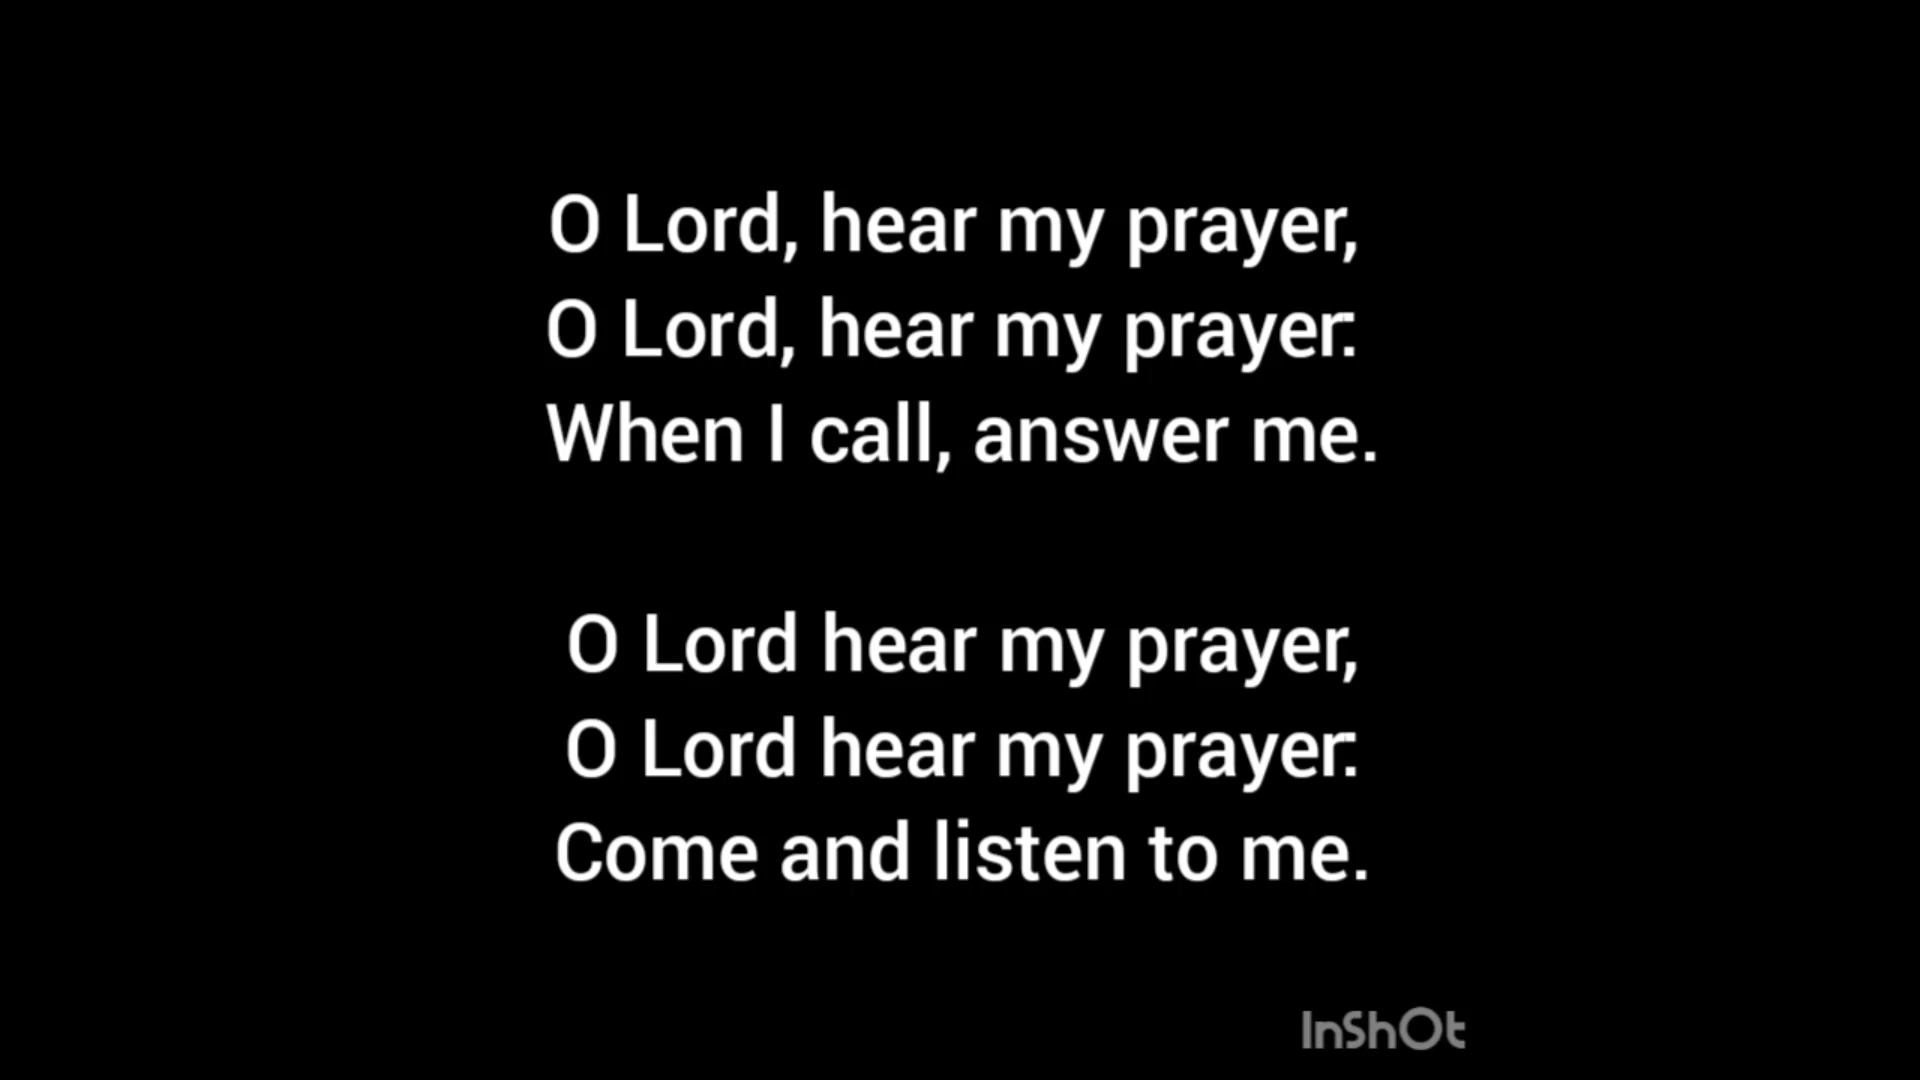 O Lord, hear my prayer,
O Lord, hear my prayer:
When I call, answer me.
O Lord hear my prayer,
O Lord hear my prayer:
Come and listen to me.
InShOt